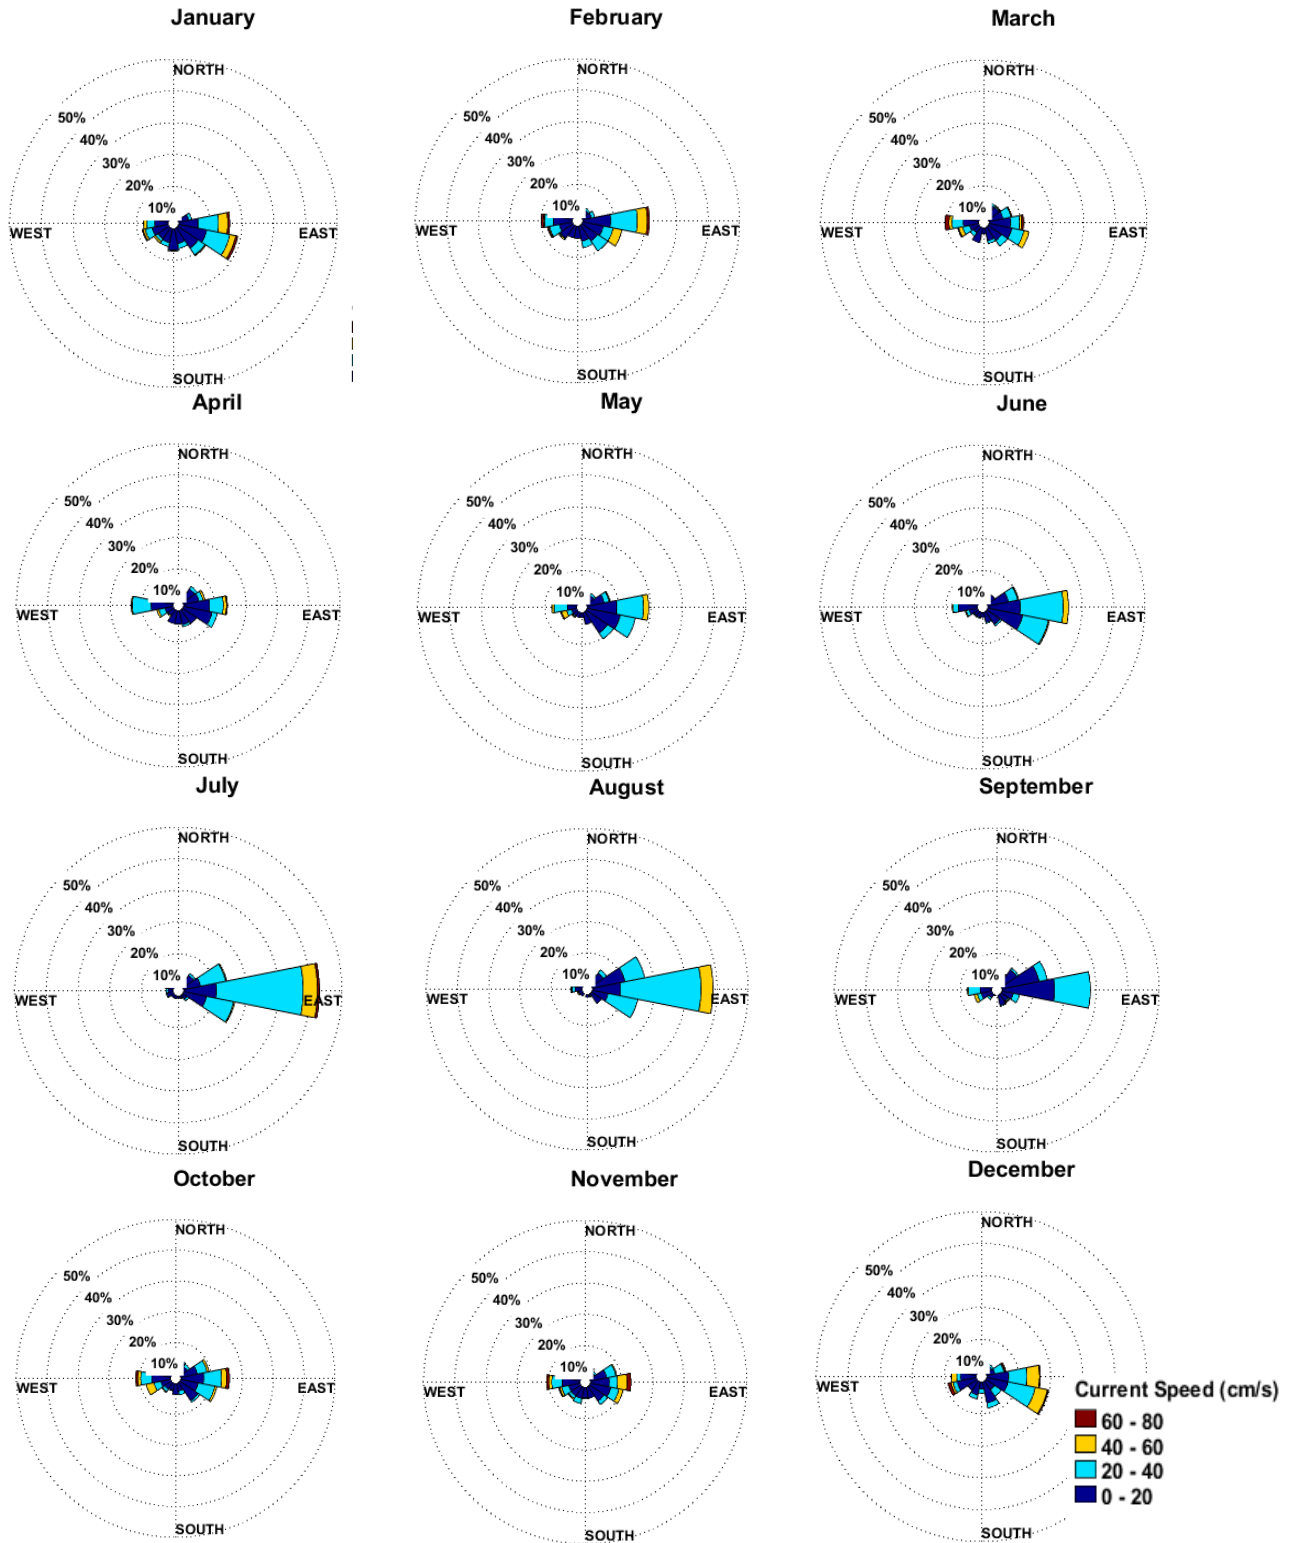 January February March
NORTH NORTH NORTH
50% 50% 50%
40% 40% 40%
30% 30% 30%
20% 20% 20%
10% 10% 10%
WEST EAST WEST EAST WEST EAST
SOUTH SOUTH SOUTH
April May June
NORTH NORTH NORTH
50% 50% 50%
40% 40% 40%
30% 30% 30%
20% 20% 20%
10% 10% 10%
WEST EAST WEST EAST WEST EAST
SOUTH SOUTH SOUTH
July August September
NORTH NORTH NORTH
50% 50% 50%
40% 40% 40%
30% 30% 30%
20% 20% 20%
10% 10% 10%
WEST EAST WEST EAST WEST EAST
SOUTH SOUTH SOUTH
October November December
NORTH NORTH NORTH
50% 50% 50%
40% 40% 40%
30% 30% 30%
20% 20% 20%
10% 10% 10%
WEST EAST WEST EAST WEST
SOUTH SOUTH SOUTH
Current Speed (cm/s)
60 - 80
40 - 60
20 - 40
0 - 20